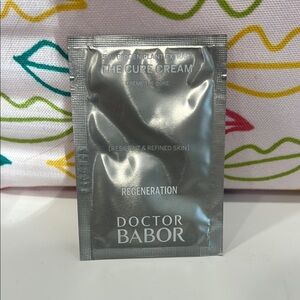 THE CURE CREAM
[RESILIENT & REFINED SKIN]
REGENERATION
DOCTOR
BABOR